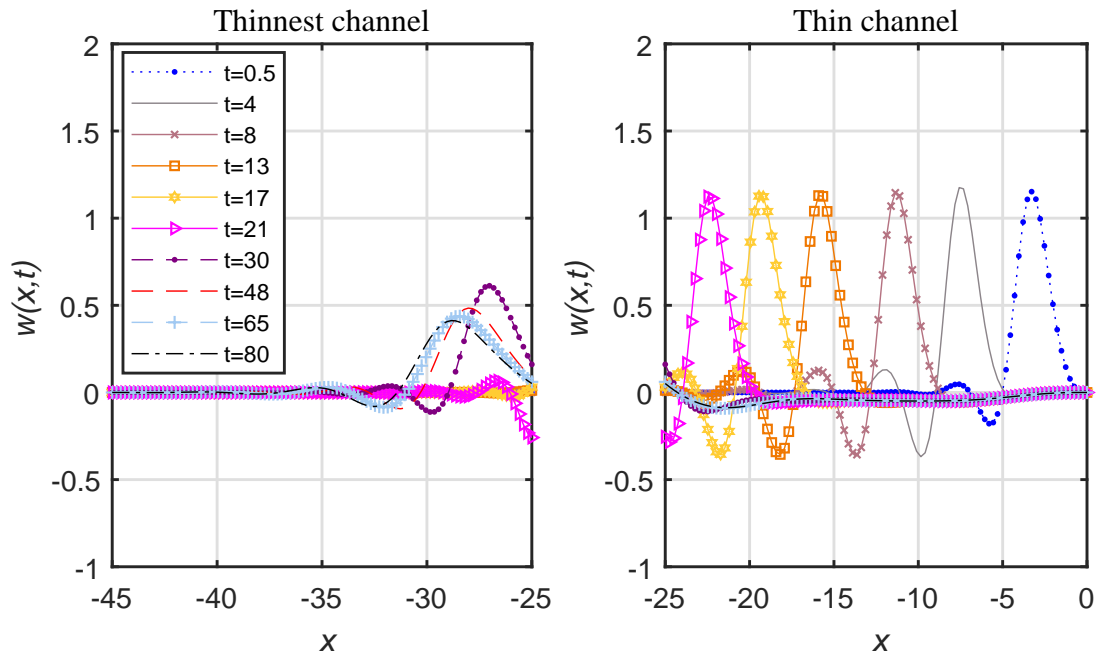 Thinnest channel
Thin channel
2
1.5
1
0.5
0
-0.5
-1
w(x,t)
t=0.5
t=4
t=8
t=13
t=17
t=21
t=30
t=48
t=65
t=80
-45
-40
-35
-30
-25
x
2
1.5
1
0.5
0
-0.5
-1
w(x,t)
-25
-20
-15
-10
-5
0
x